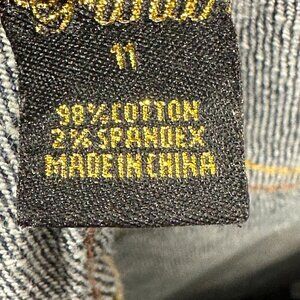 11
98% COTTON
2% SPANDEX
MADE IN CHINA